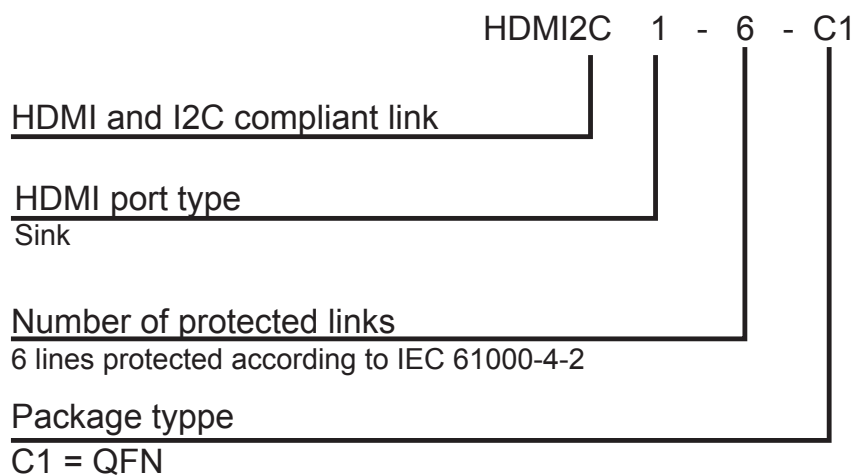 HDMI2C 1 - 6 - C1
HDMI and I2C compliant link
HDMI port type
Sink
Number of protected links
6 lines protected according to IEC 61000-4-2
Package typpe
C1 = QFN